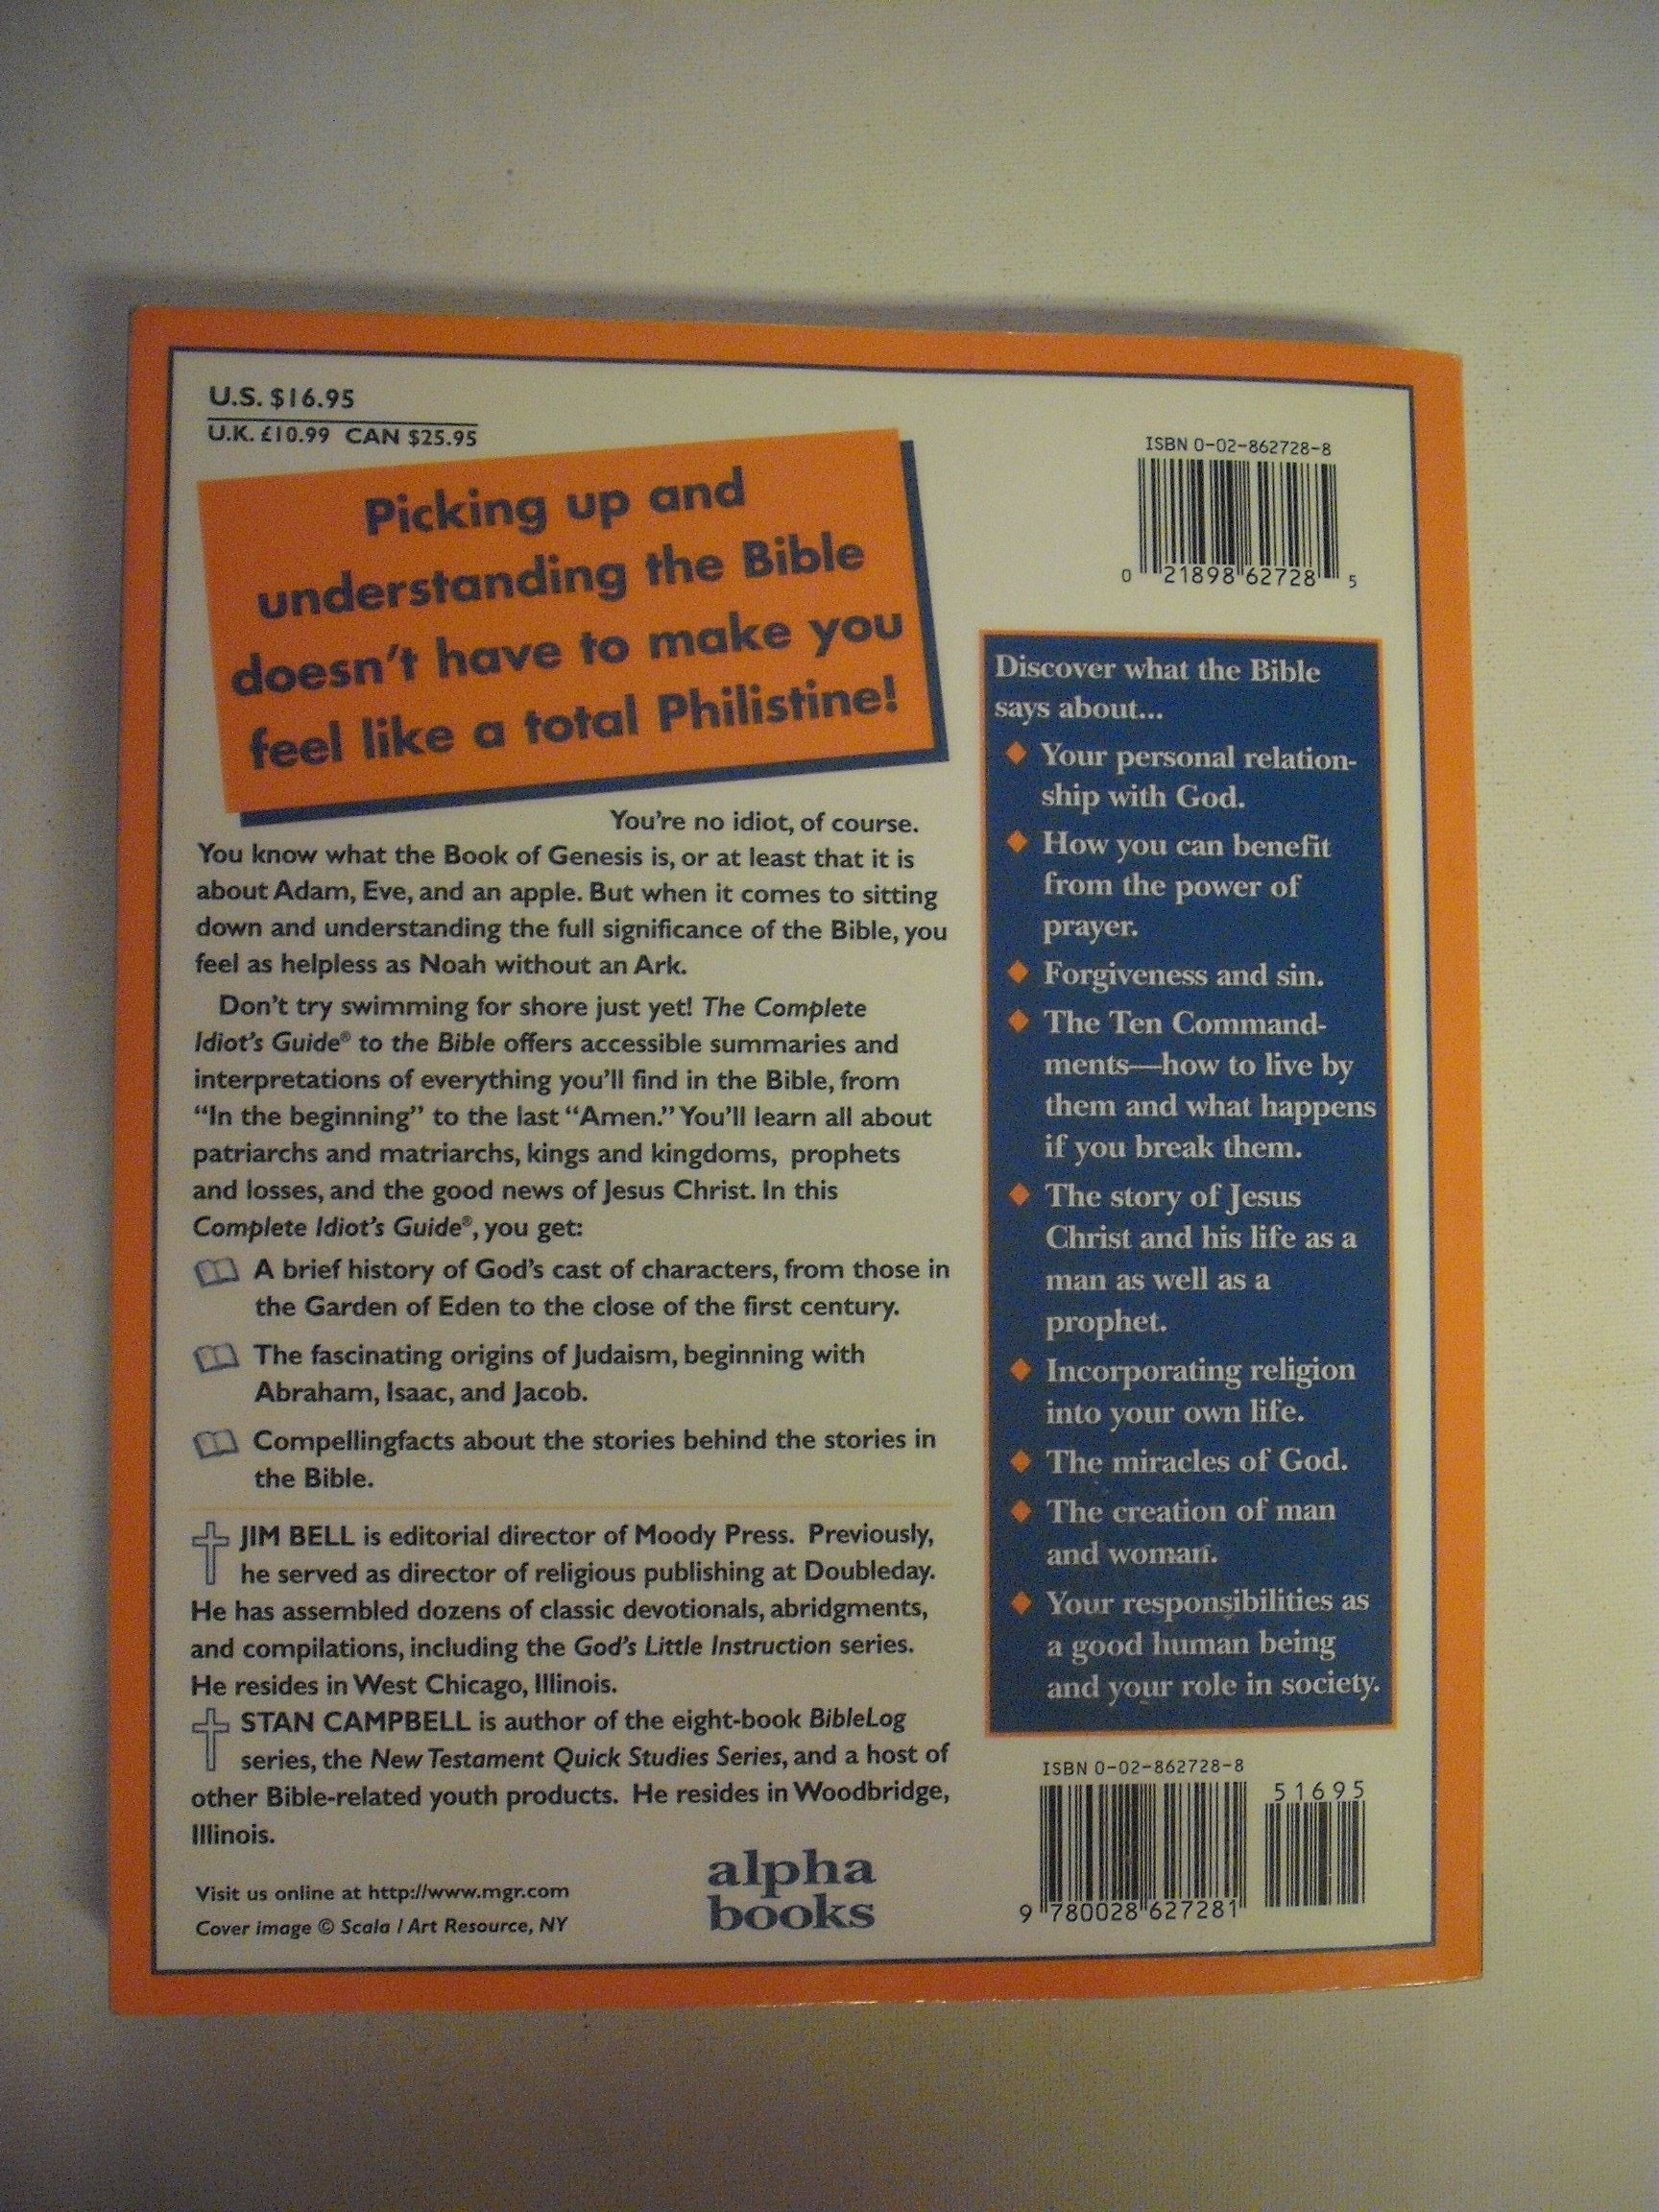 U.S. $16.95
U.K. £10.99 CAN $25.95
Picking up and
understanding the Bible
doesn't have to make you
feel like a total Philistine!
You're no idiot, of course.
You know what the Book of Genesis is, or at least that it is
about Adam, Eve, and an apple. But when it comes to sitting
down and understanding the full significance of the Bible, you
feel as helpless as Noah without an Ark.
Don't try swimming for shore just yet! The Complete
Idiot's Guide® to the Bible offers accessible summaries and
interpretations of everything you'll find in the Bible, from
“In the beginning” to the last “Amen.” You'll learn all about
patriarchs and matriarchs, kings and kingdoms, prophets
and losses, and the good news of Jesus Christ. In this
Complete Idiot's Guide®, you get:
A brief history of God's cast of characters, from those in
the Garden of Eden to the close of the first century.
The fascinating origins of Judaism, beginning with
Abraham, Isaac, and Jacob.
Compellingfacts about the stories behind the stories in
the Bible.
JIM BELL is editorial director of Moody Press. Previously,
he served as director of religious publishing at Doubleday.
He has assembled dozens of classic devotionals, abridgments,
and compilations, including the God's Little Instruction series.
He resides in West Chicago, Illinois.
STAN CAMPBELL is author of the eight-book BibleLog
series, the New Testament Quick Studies Series, and a host of
other Bible-related youth products. He resides in Woodbridge,
Illinois.
Visit us online at http://www.mgr.com
Cover image © Scala / Art Resource, NY
alpha
books
ISBN 0-02-862728-8
0 21898 62728 5
Discover what the Bible
says about...
Your personal relation-
ship with God.
How you can benefit
from the power of
prayer.
Forgiveness and sin.
The Ten Command-
ments—how to live by
them and what happens
if you break them.
The story of Jesus
Christ and his life as a
man as well as a
prophet.
Incorporating religion
into your own life.
The miracles of God.
The creation of man
and woman.
Your responsibilities as
a good human being
and your role in society.
ISBN 0-02-862728-8
51695
9 780028 627281